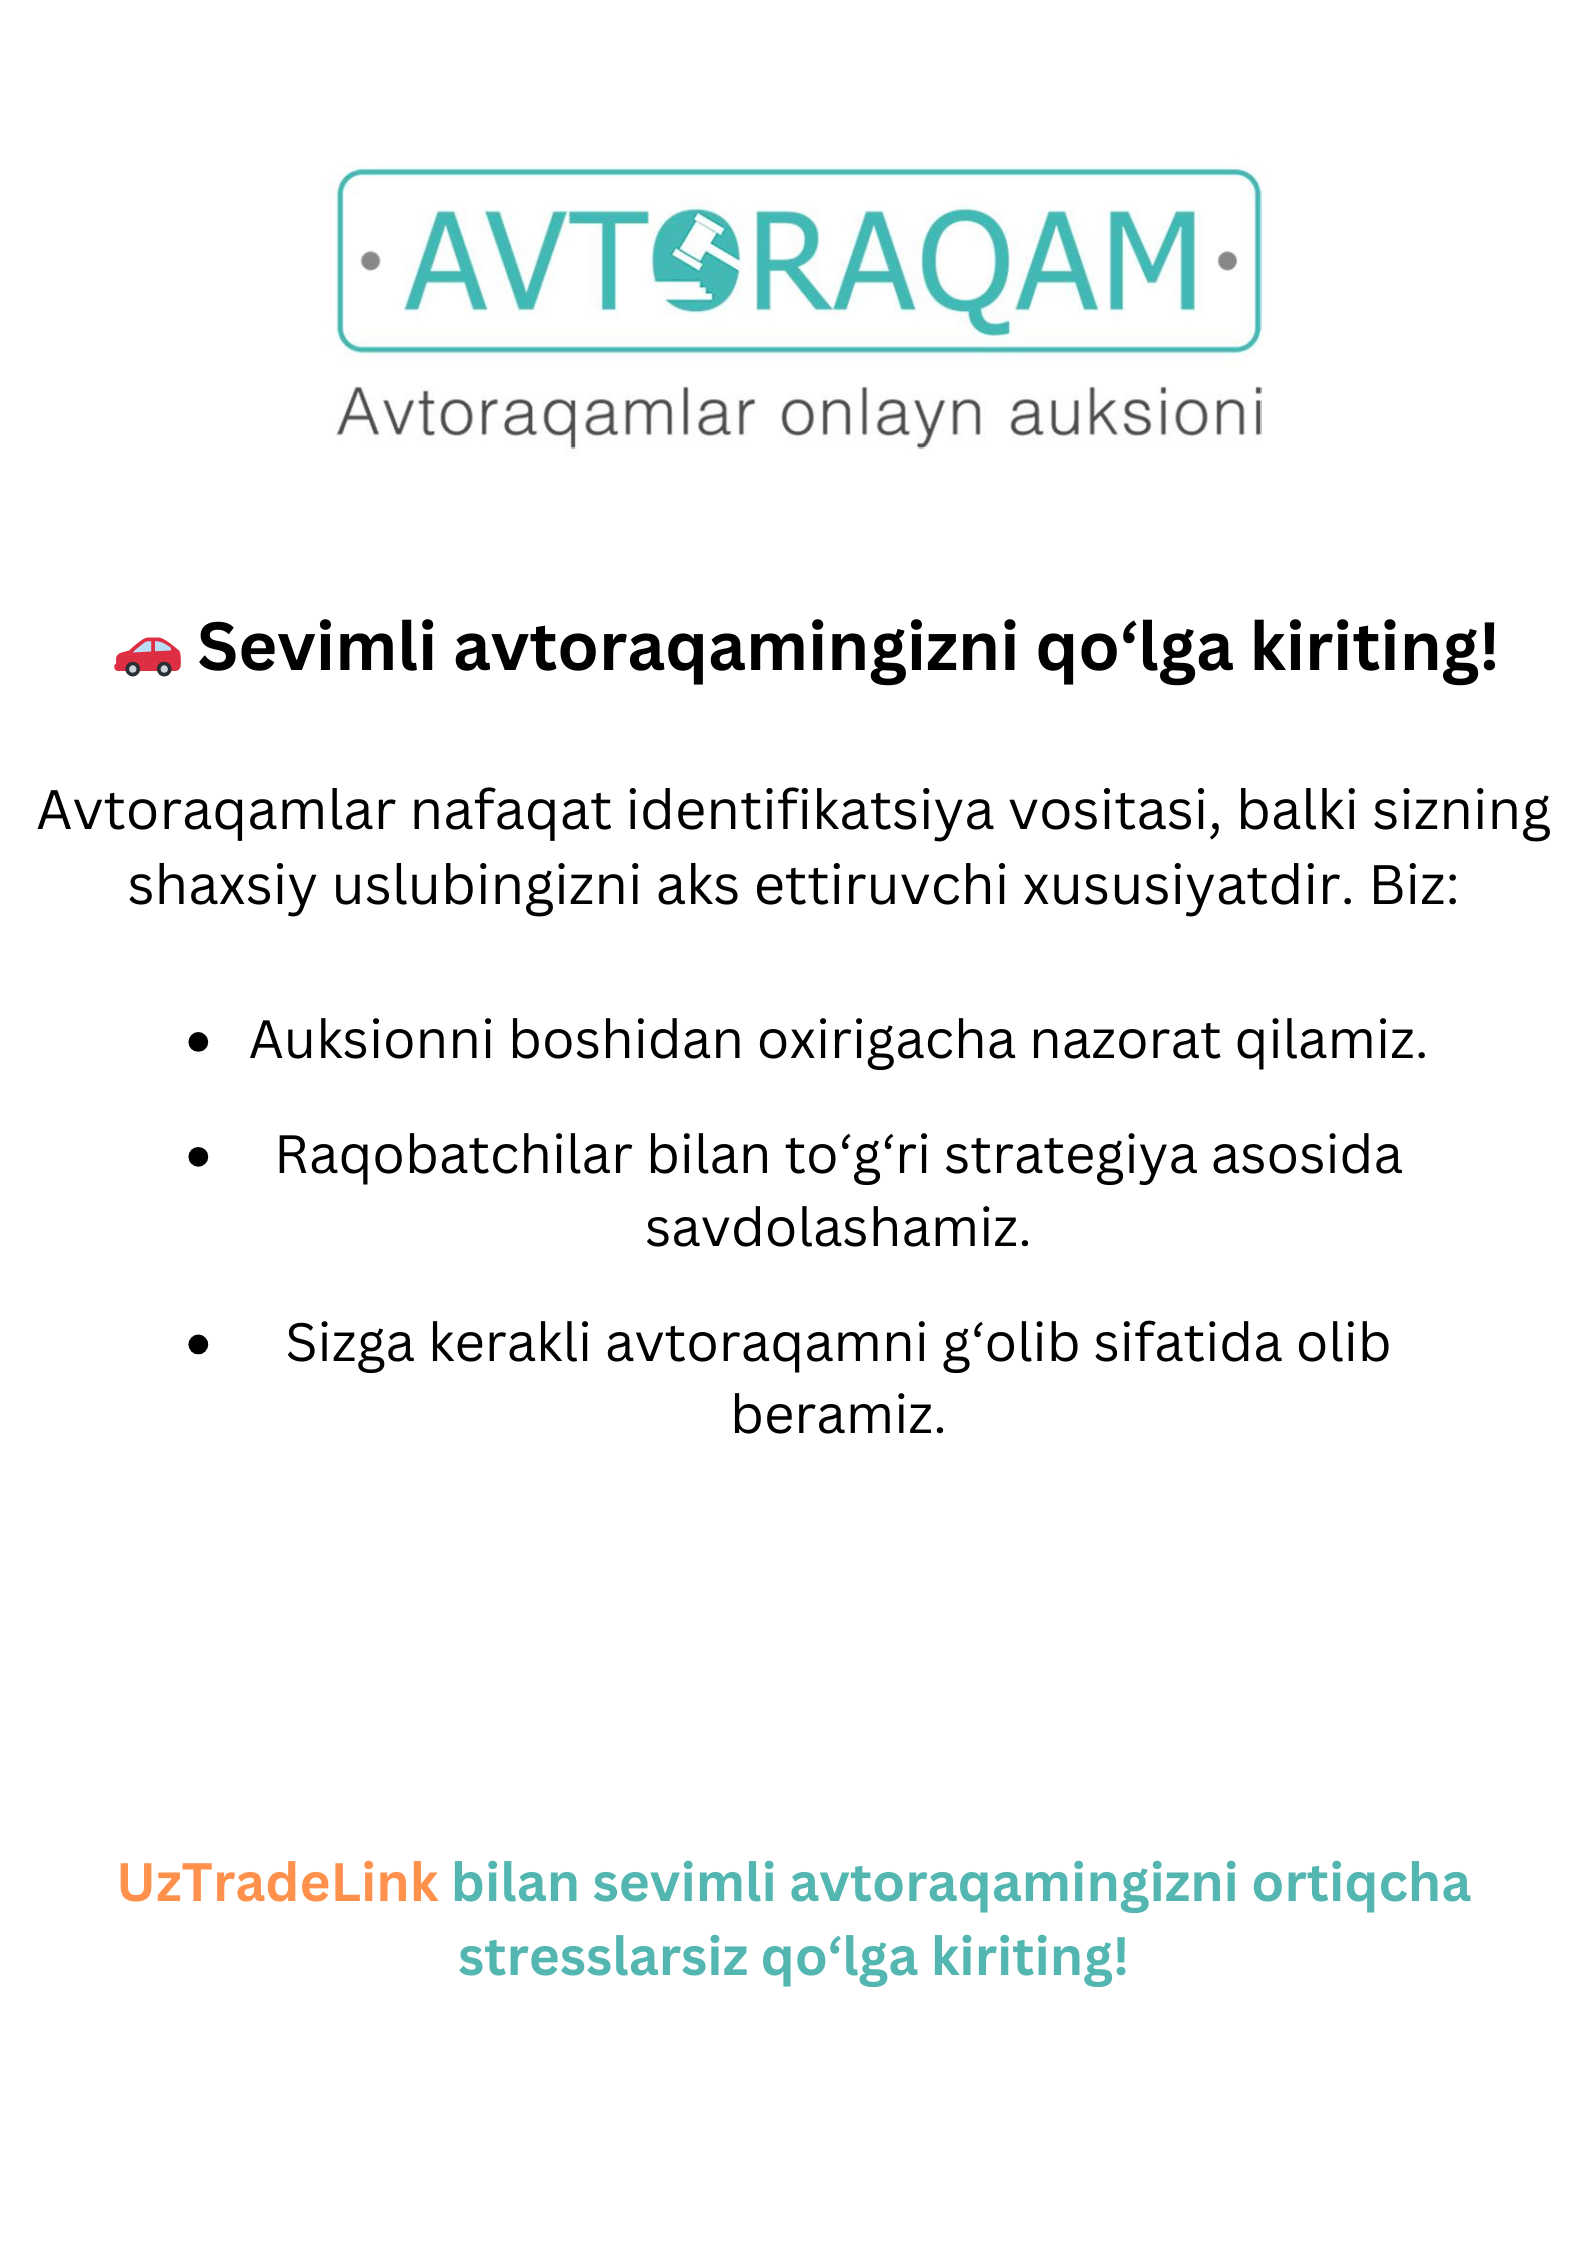 AVTORAQAM
Avtoraqamlar onlayn auksioni
🚗 Sevimli avtoraqamingizni qo‘lga kiriting!
Avtoraqamlar nafaqat identifikatsiya vositasi, balki sizning
shaxsiy uslubingizni aks ettiruvchi xususiyatdir. Biz:
• Auksionni boshidan oxirigacha nazorat qilamiz.
• Raqobatchilar bilan to‘g‘ri strategiya asosida
savdolashamiz.
• Sizga kerakli avtoraqamni g‘olib sifatida olib
beramiz.
UzTradeLink bilan sevimli avtoraqamingizni ortiqcha
stresslarsiz qo‘lga kiriting!